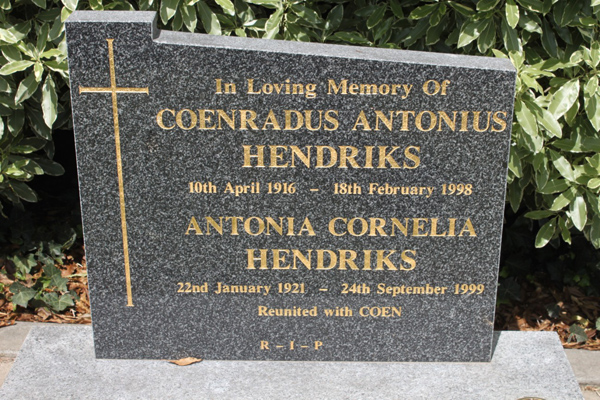 In Loving Memory Of
COENRADUS ANTONIUS
HENDRIKS
10th April 1916 – 18th February 1998
ANTONIA CORNELIA
HENDRIKS
22nd January 1921 – 24th September 1999
Reunited with COEN
R – I – P